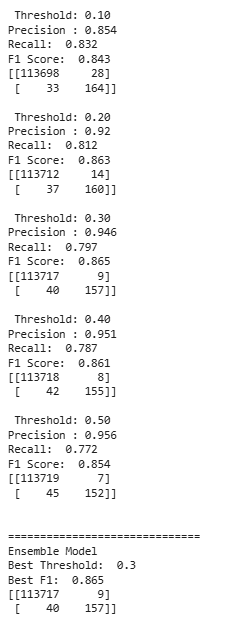 Threshold: 0.10
Precision : 0.854
Recall:  0.832
F1 Score:  0.843
[[113698     28]
 [    33    164]]
Threshold: 0.20
Precision : 0.92
Recall:  0.812
F1 Score:  0.863
[[113712     14]
 [    37    160]]
Threshold: 0.30
Precision : 0.946
Recall:  0.797
F1 Score:  0.865
[[113717      9]
 [    40    157]]
Threshold: 0.40
Precision : 0.951
Recall:  0.787
F1 Score:  0.861
[[113718      8]
 [    42    155]]
Threshold: 0.50
Precision : 0.956
Recall:  0.772
F1 Score:  0.854
[[113719      7]
 [    45    152]]
==============================
Ensemble Model
Best Threshold:  0.3
Best F1:  0.865
[[113717      9]
 [    40    157]]